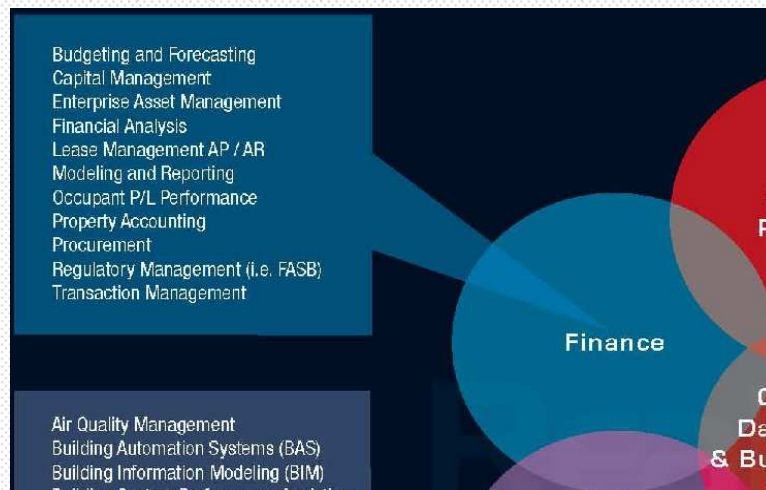 Budgeting and Forecasting
Capital Management
Enterprise Asset Management
Financial Analysis
Lease Management AP / AR
Modeling and Reporting
Occupant P/L Performance
Property Accounting
Procurement
Regulatory Management (i.e. FASB)
Transaction Management
Finance
Air Quality Management
Building Automation Systems (BAS)
Building Information Modeling (BIM)
& Bu